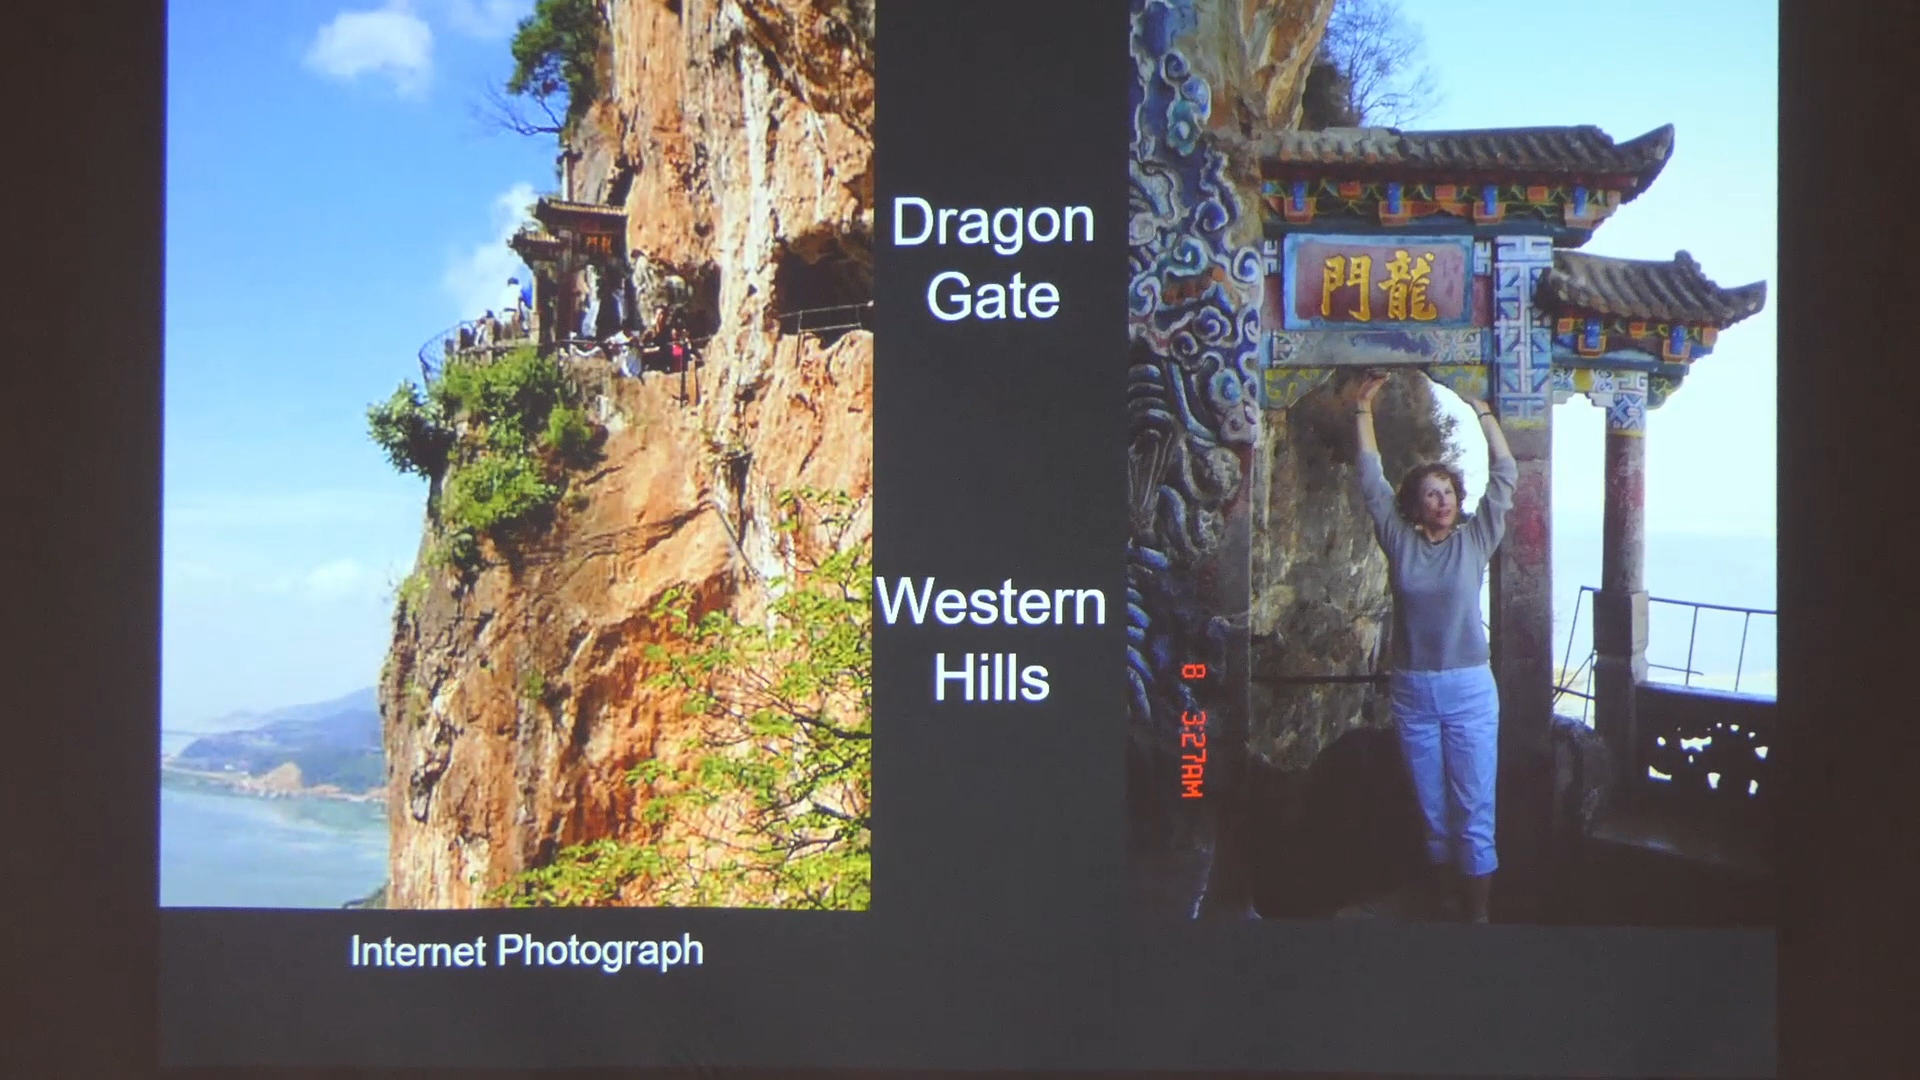 Dragon
Gate
Western
Hills
龍門
8 3:27AM
Internet Photograph